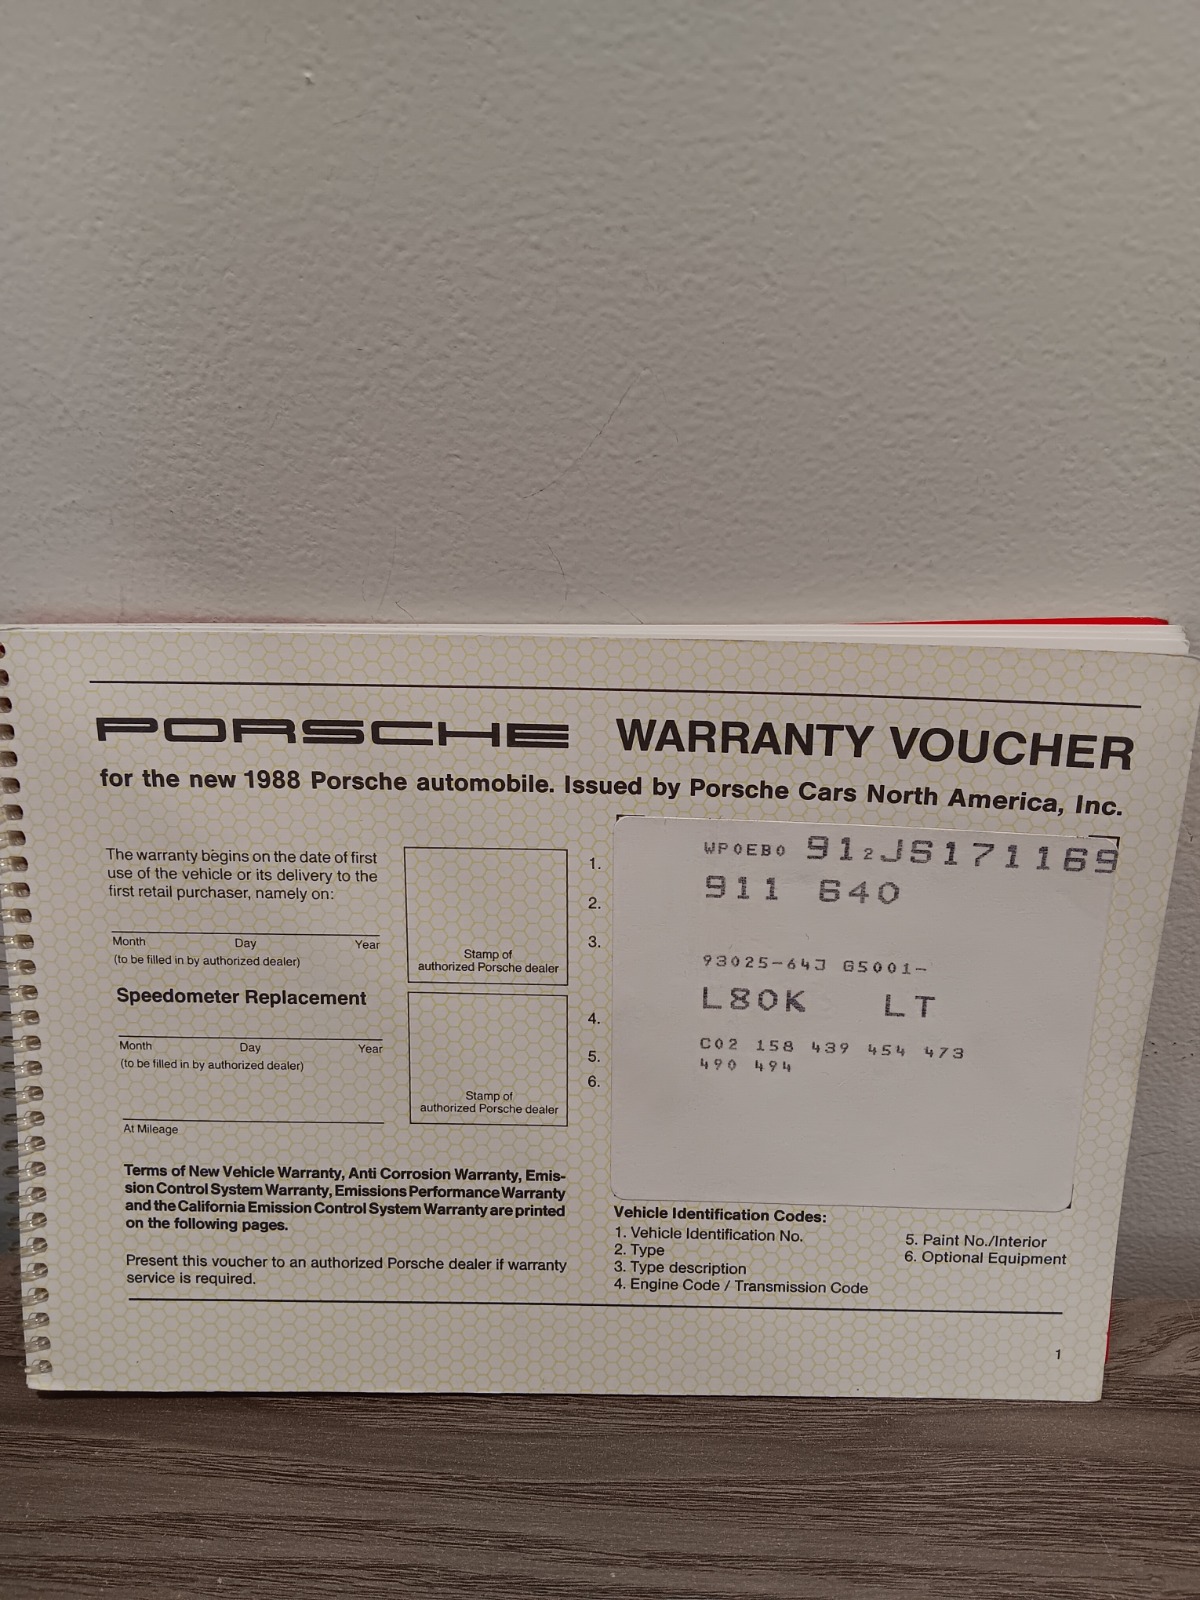 PORSCHE WARRANTY VOUCHER
for the new 1988 Porsche automobile. Issued by Porsche Cars North America, Inc.
The warranty begins on the date of first
use of the vehicle or its delivery to the
first retail purchaser, namely on:
Month Day Year
(to be filled in by authorized dealer)
Stamp of
authorized Porsche dealer
Speedometer Replacement
Month Day Year
(to be filled in by authorized dealer)
At Mileage
Stamp of
authorized Porsche dealer
Terms of New Vehicle Warranty, Anti Corrosion Warranty, Emis-
sion Control System Warranty, Emissions Performance Warranty
and the California Emission Control System Warranty are printed
on the following pages.
Present this voucher to an authorized Porsche dealer if warranty
service is required.
1. WP0EB0 912JS171169
2. 911 640
3.
93025-64J G5001-
4. L80K LT
5. C02 158 439 454 473
6. 490 494
Vehicle Identification Codes:
1. Vehicle Identification No.
2. Type
3. Type description
4. Engine Code / Transmission Code
5. Paint No./Interior
6. Optional Equipment
1